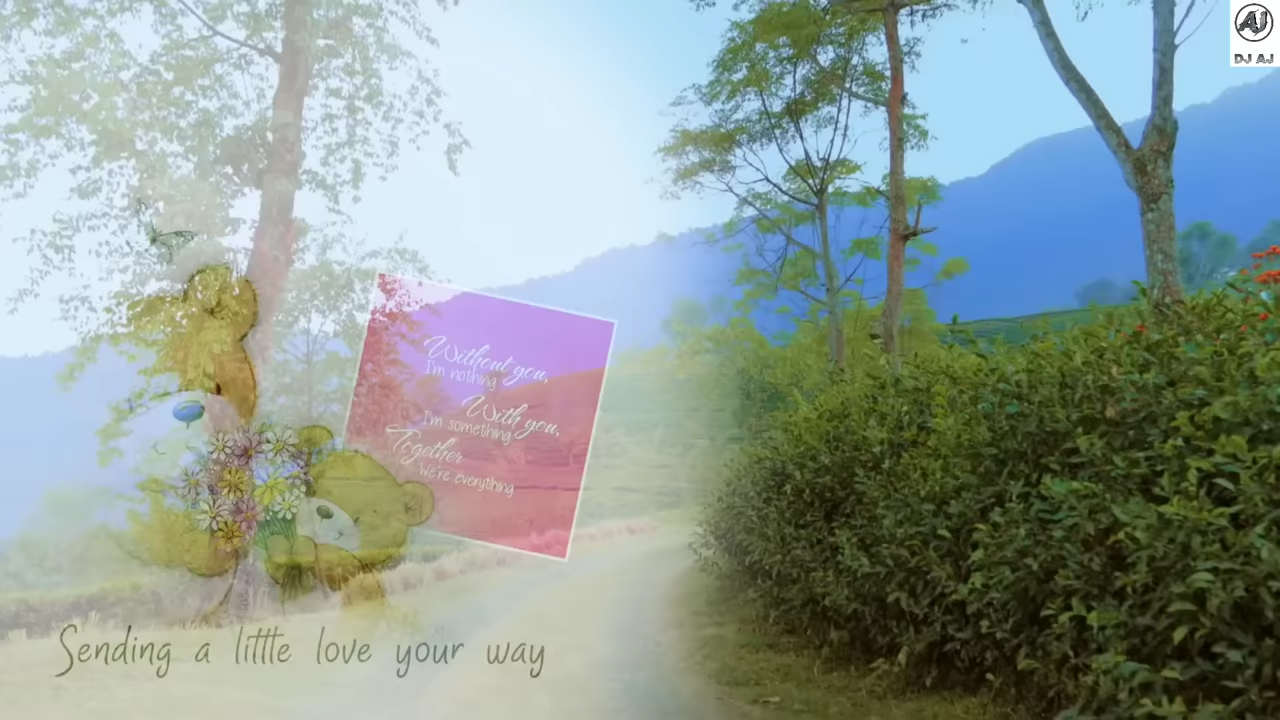 AJ
DJ AJ
Without you,
I'm nothing
With you,
I'm something
Together
We're everything
Sending a little love your way